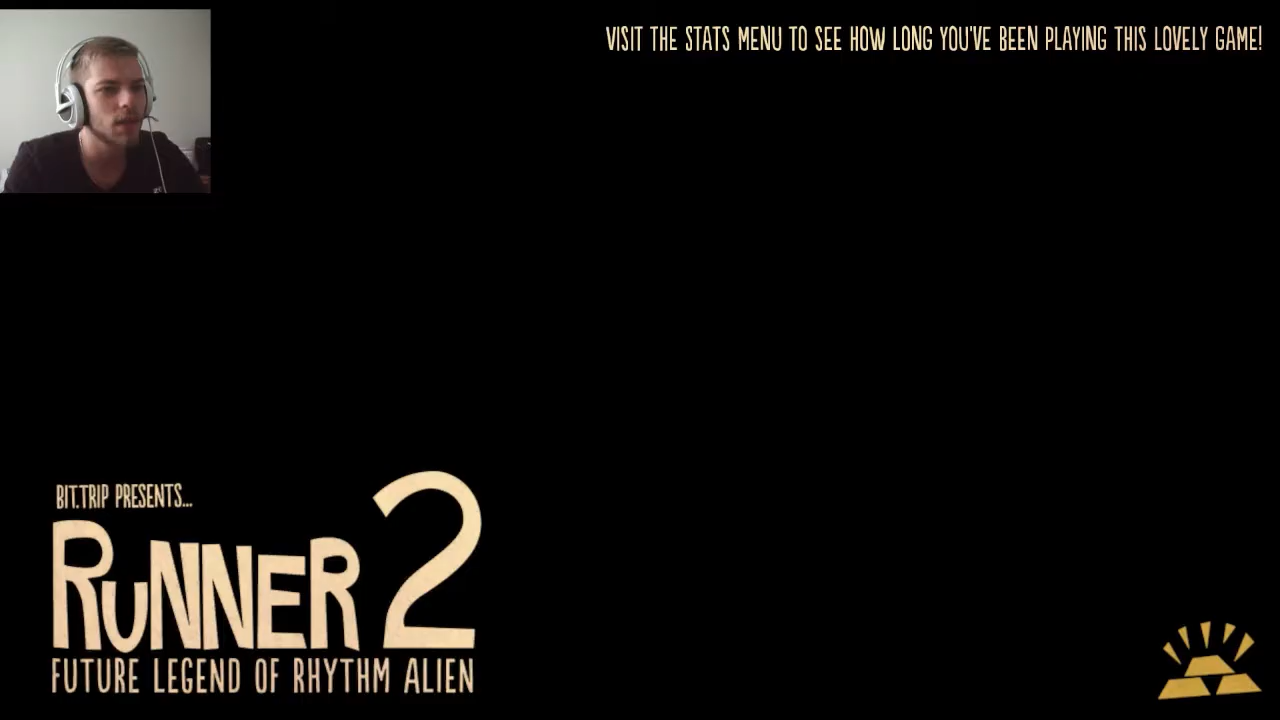 VISIT THE STATS MENU TO SEE HOW LONG YOU'VE BEEN PLAYING THIS LOVELY GAME!
BIT.TRIP PRESENTS...
RUNNER 2
FUTURE LEGEND OF RHYTHM ALIEN